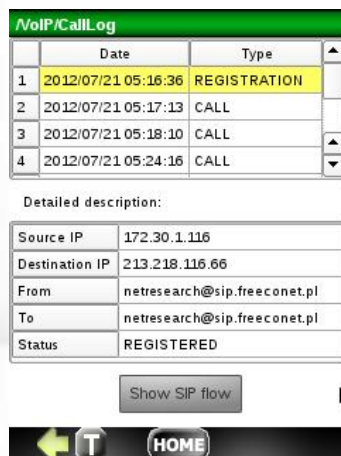 /VoIP/CallLog
Date Type
1 2012/07/21 05:16:36 REGISTRATION
2 2012/07/21 05:17:13 CALL
3 2012/07/21 05:18:10 CALL
4 2012/07/21 05:24:16 CALL
Detailed description:
Source IP 172.30.1.116
Destination IP 213.218.116.66
From netresearch@sip.freeconet.pl
To netresearch@sip.freeconet.pl
Status REGISTERED
Show SIP flow
T HOME